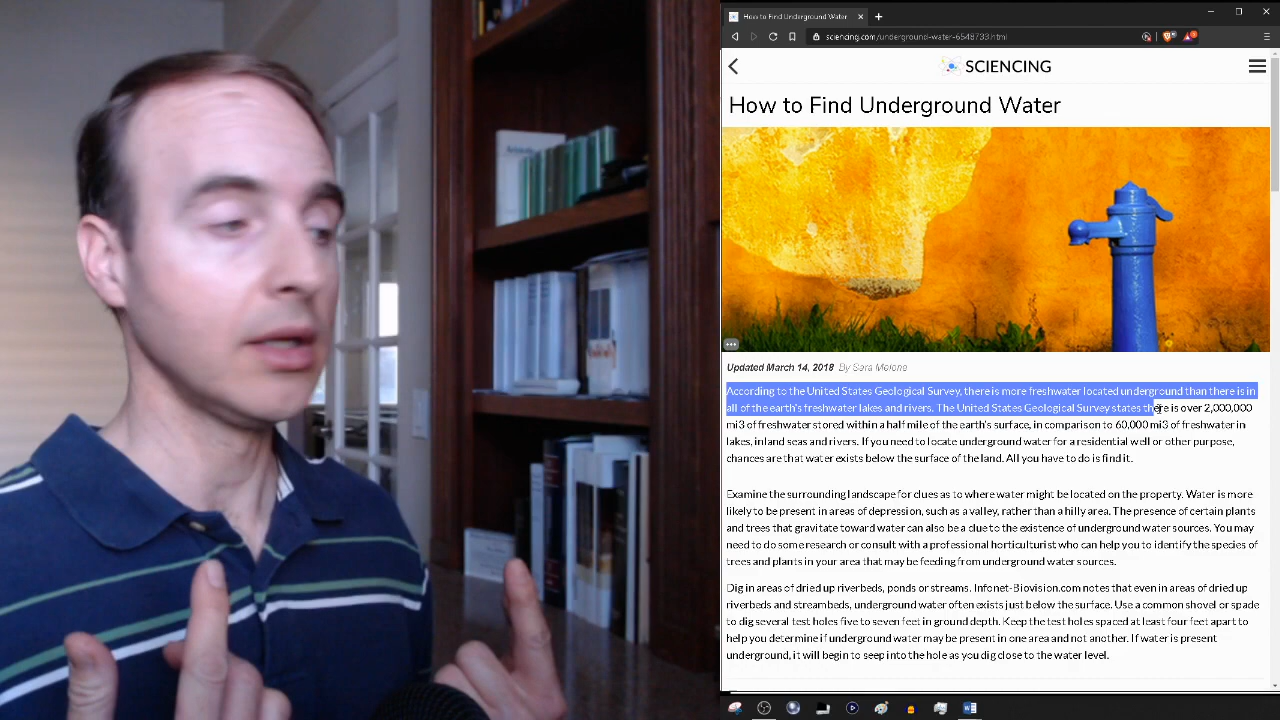 How to Find Underground Water
sciencing.com/underground-water-6548733.html
SCIENCING
How to Find Underground Water
Updated March 14, 2018 By Sara Melone
According to the United States Geological Survey, there is more freshwater located underground than there is in
all of the earth's freshwater lakes and rivers. The United States Geological Survey states there is over 2,000,000
mi3 of freshwater stored within a half mile of the earth's surface, in comparison to 60,000 mi3 of freshwater in
lakes, inland seas and rivers. If you need to locate underground water for a residential well or other purpose,
chances are that water exists below the surface of the land. All you have to do is find it.
Examine the surrounding landscape for clues as to where water might be located on the property. Water is more
likely to be present in areas of depression, such as a valley, rather than a hilly area. The presence of certain plants
and trees that gravitate toward water can also be a clue to the existence of underground water sources. You may
need to do some research or consult with a professional horticulturist who can help you to identify the species of
trees and plants in your area that may be feeding from underground water sources.
Dig in areas of dried up riverbeds, ponds or streams. Infonet-Biovision.com notes that even in areas of dried up
riverbeds and streambeds, underground water often exists just below the surface. Use a common shovel or spade
to dig several test holes five to seven feet in ground depth. Keep the test holes spaced at least four feet apart to
help you determine if underground water may be present in one area and not another. If water is present
underground, it will begin to seep into the hole as you dig close to the water level.